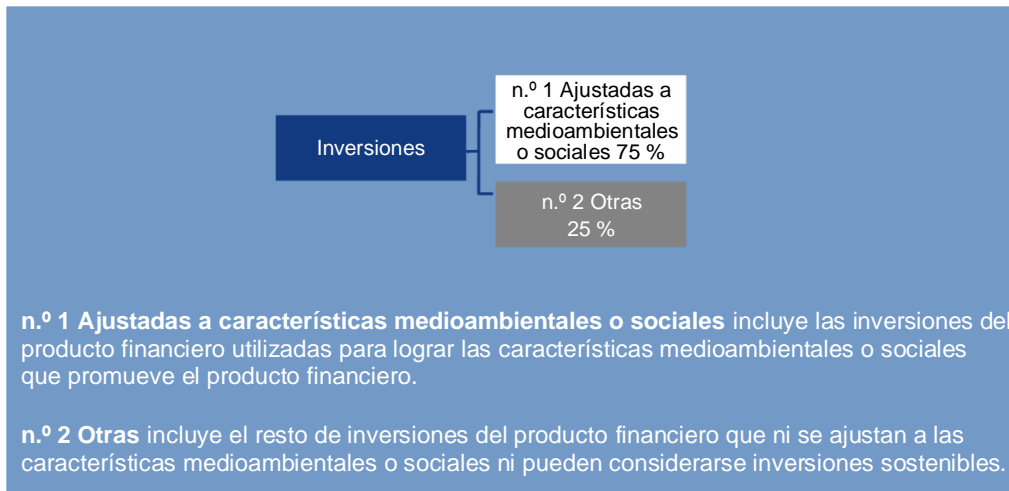 Inversiones
n.º 1 Ajustadas a
características
medioambientales
o sociales 75 %
n.º 2 Otras
25 %
n.º 1 Ajustadas a características medioambientales o sociales incluye las inversiones del
producto financiero utilizadas para lograr las características medioambientales o sociales
que promueve el producto financiero.
n.º 2 Otras incluye el resto de inversiones del producto financiero que ni se ajustan a las
características medioambientales o sociales ni pueden considerarse inversiones sostenibles.